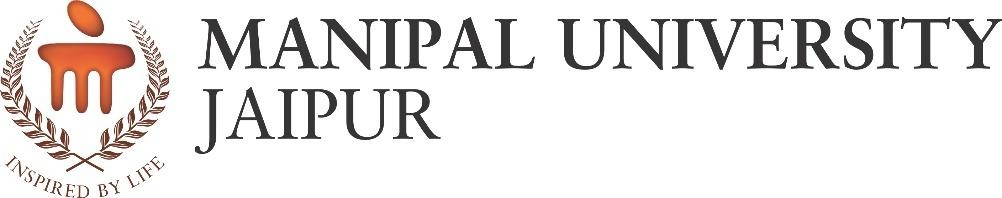 MANIPAL UNIVERSITY
JAIPUR
INSPIRED BY LIFE